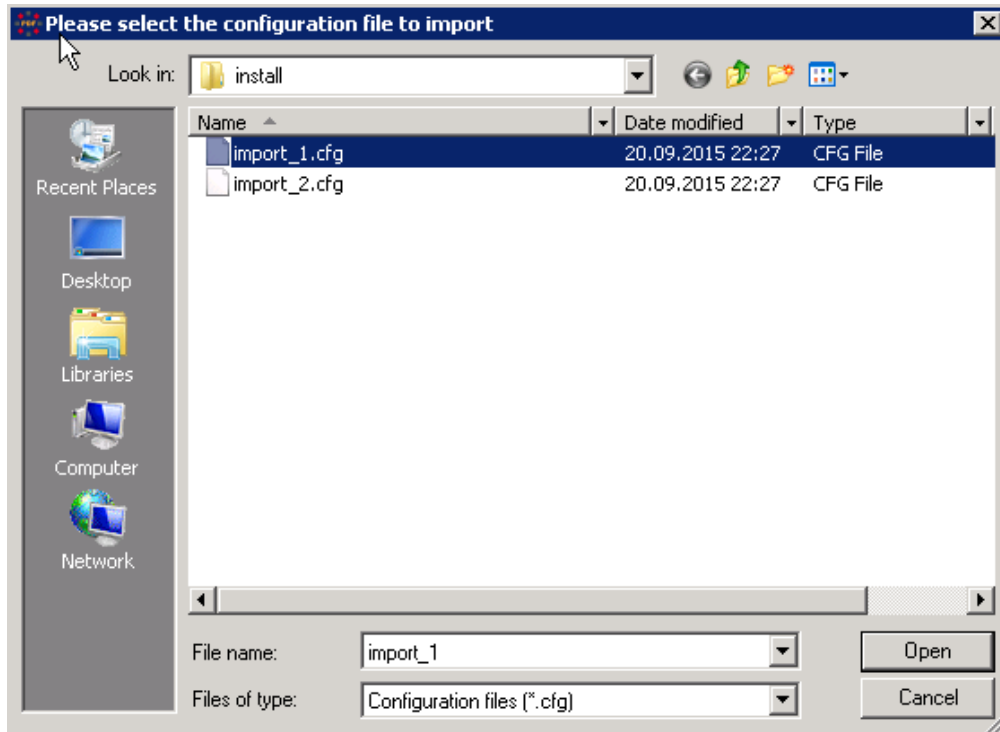 Please select the configuration file to import
Look in: install
Name Date modified Type
import_1.cfg 20.09.2015 22:27 CFG File
import_2.cfg 20.09.2015 22:27 CFG File
Recent Places
Desktop
Libraries
Computer
Network
File name: import_1 Open
Files of type: Configuration files (*.cfg) Cancel